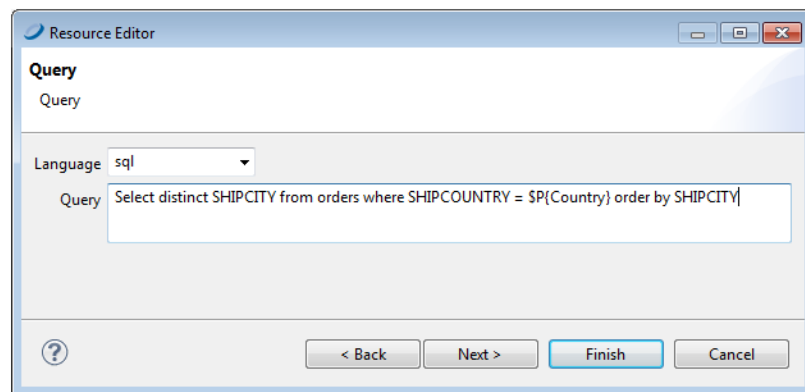 Resource Editor
Query
Query
Language sql
Query Select distinct SHIPCITY from orders where SHIPCOUNTRY = $P{Country} order by SHIPCITY
? < Back Next > Finish Cancel